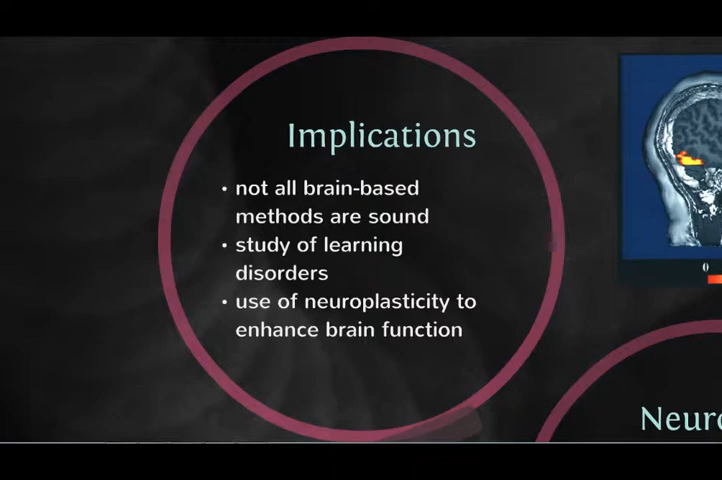 Implications
• not all brain-based
methods are sound
• study of learning
disorders
• use of neuroplasticity to
enhance brain function
0